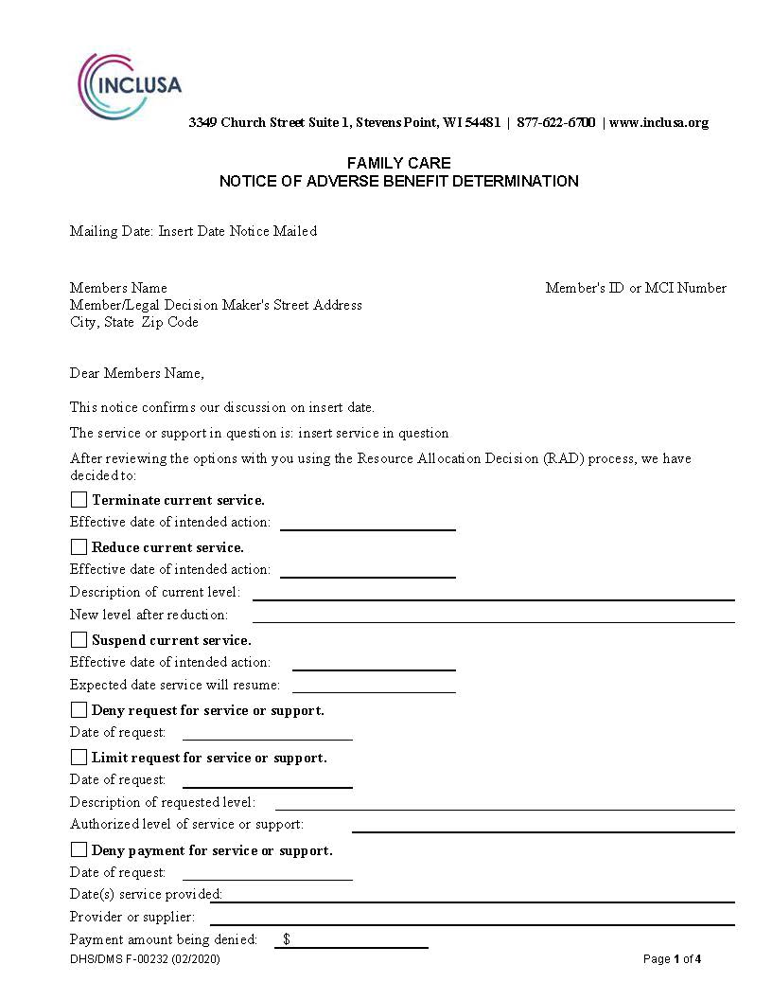 INCLUSA
3349 Church Street Suite 1, Stevens Point, WI 54481 | 877-622-6700 | www.inclusa.org
FAMILY CARE
NOTICE OF ADVERSE BENEFIT DETERMINATION
Mailing Date: Insert Date Notice Mailed
Members Name Member's ID or MCI Number
Member/Legal Decision Maker's Street Address
City, State Zip Code
Dear Members Name,
This notice confirms our discussion on insert date.
The service or support in question is: insert service in question
After reviewing the options with you using the Resource Allocation Decision (RAD) process, we have
decided to:
Terminate current service.
Effective date of intended action:
Reduce current service.
Effective date of intended action:
Description of current level:
New level after reduction:
Suspend current service.
Effective date of intended action:
Expected date service will resume:
Deny request for service or support.
Date of request:
Limit request for service or support.
Date of request:
Description of requested level:
Authorized level of service or support:
Deny payment for service or support.
Date of request:
Date(s) service provided:
Provider or supplier:
Payment amount being denied: $
DHS/DMS F-00232 (02/2020) Page 1 of 4